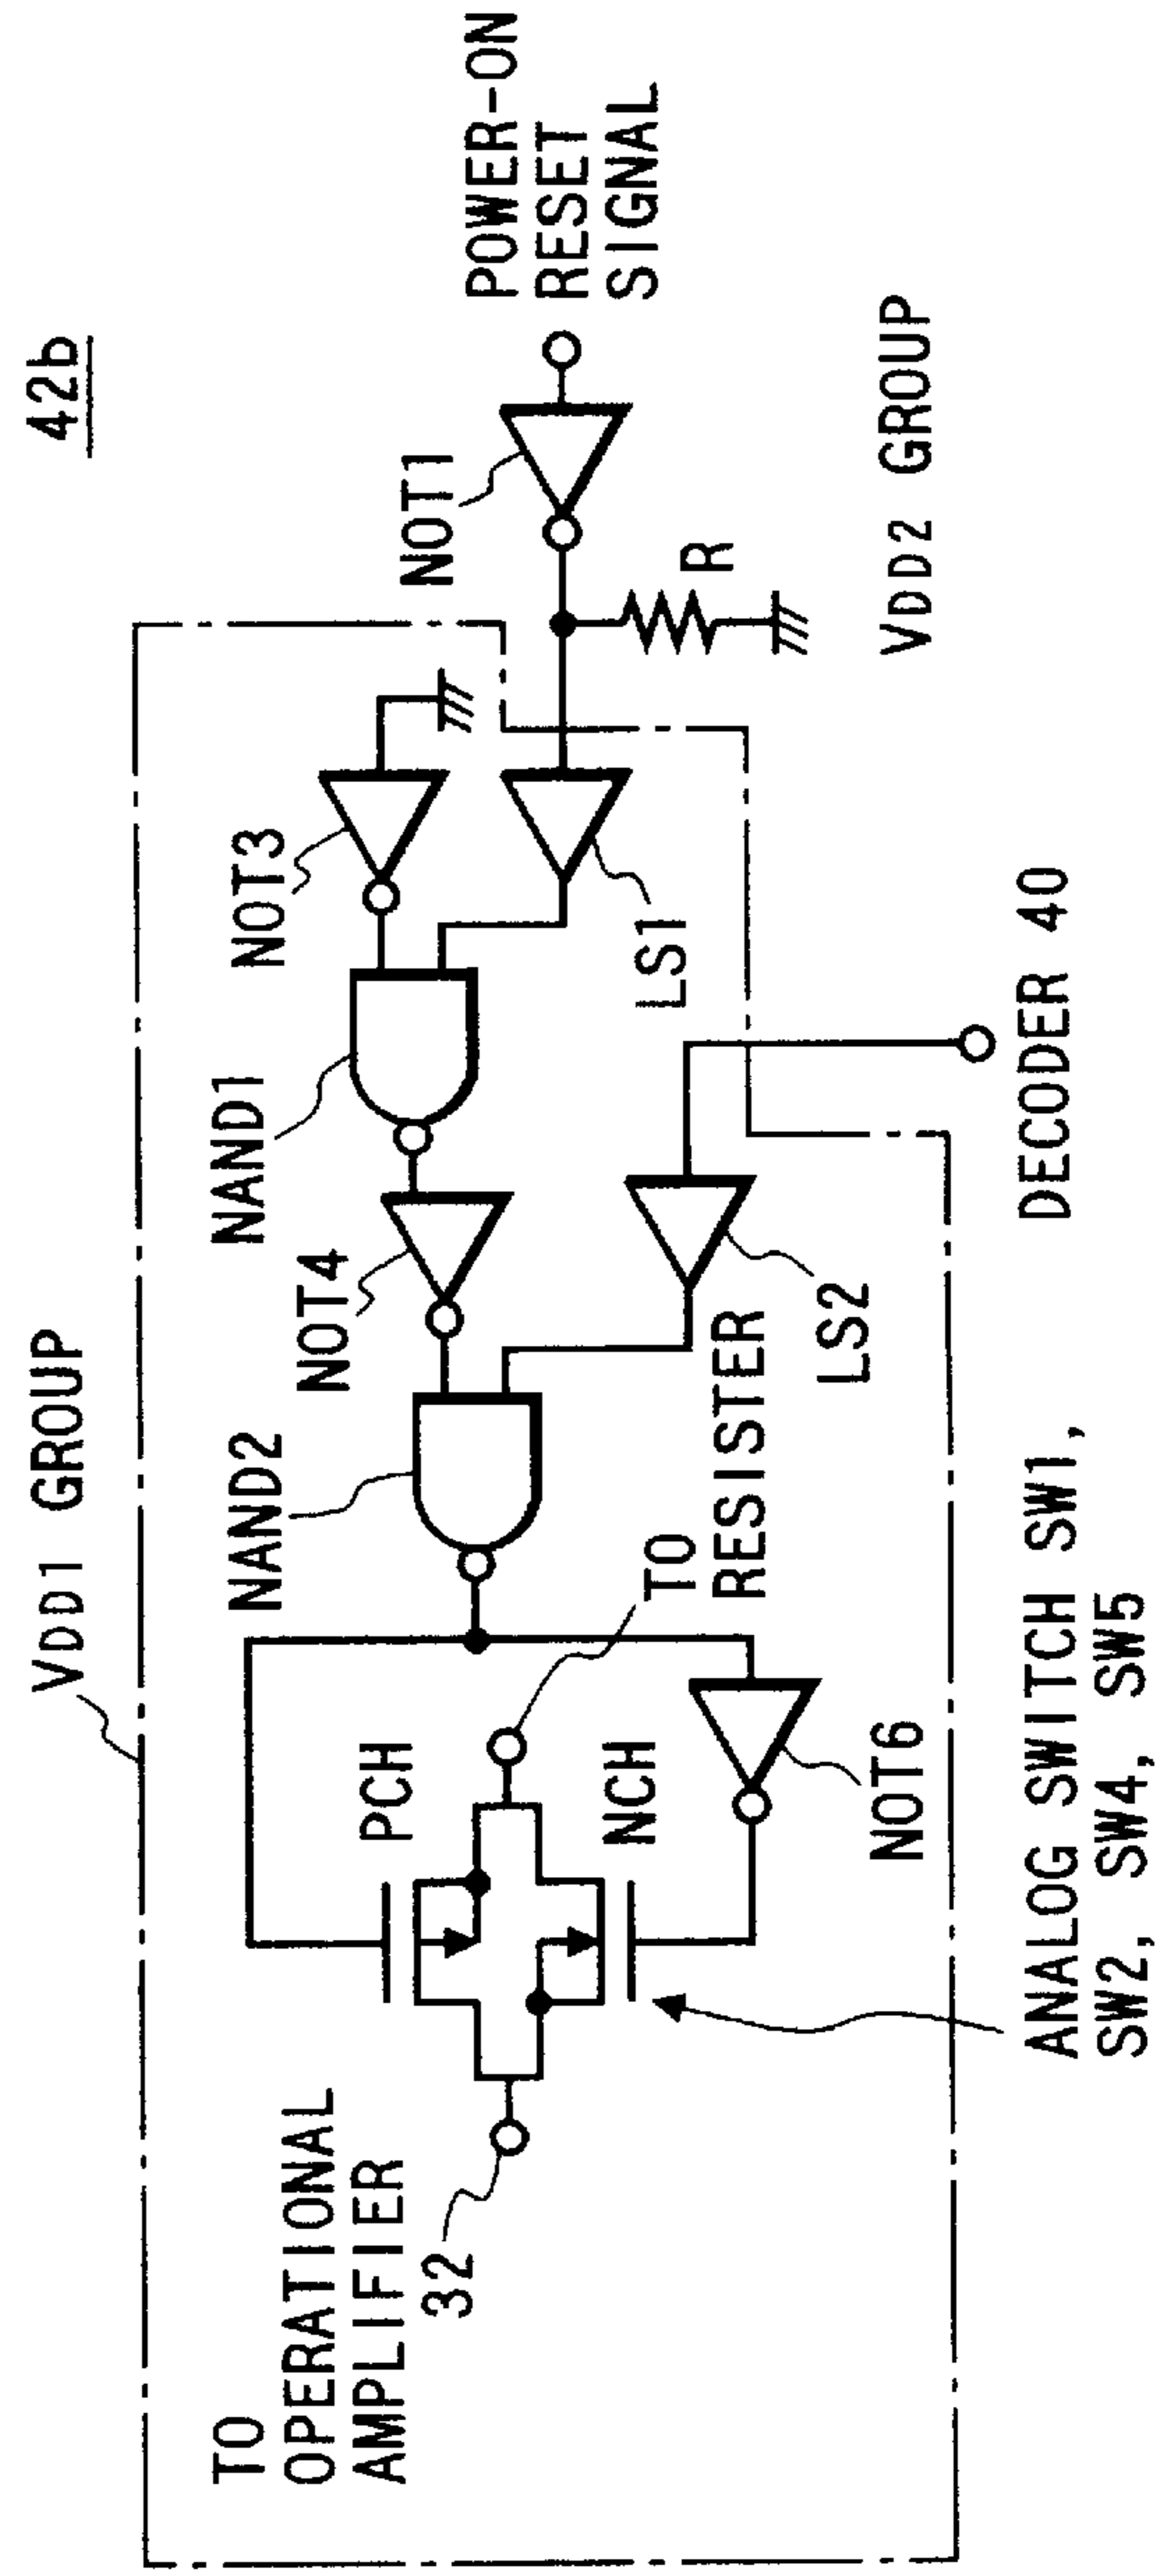 42b
VDD1 GROUP
TO
OPERATIONAL
AMPLIFIER
32
PCH
NCH
TO
RESISTER
NAND2
NOT4
NAND1
NOT3
NOT1
POWER-ON
RESET
SIGNAL
R
LS1
LS2
NOT6
VDD2 GROUP
DECODER 40
ANALOG SWITCH SW1,
SW2, SW4, SW5